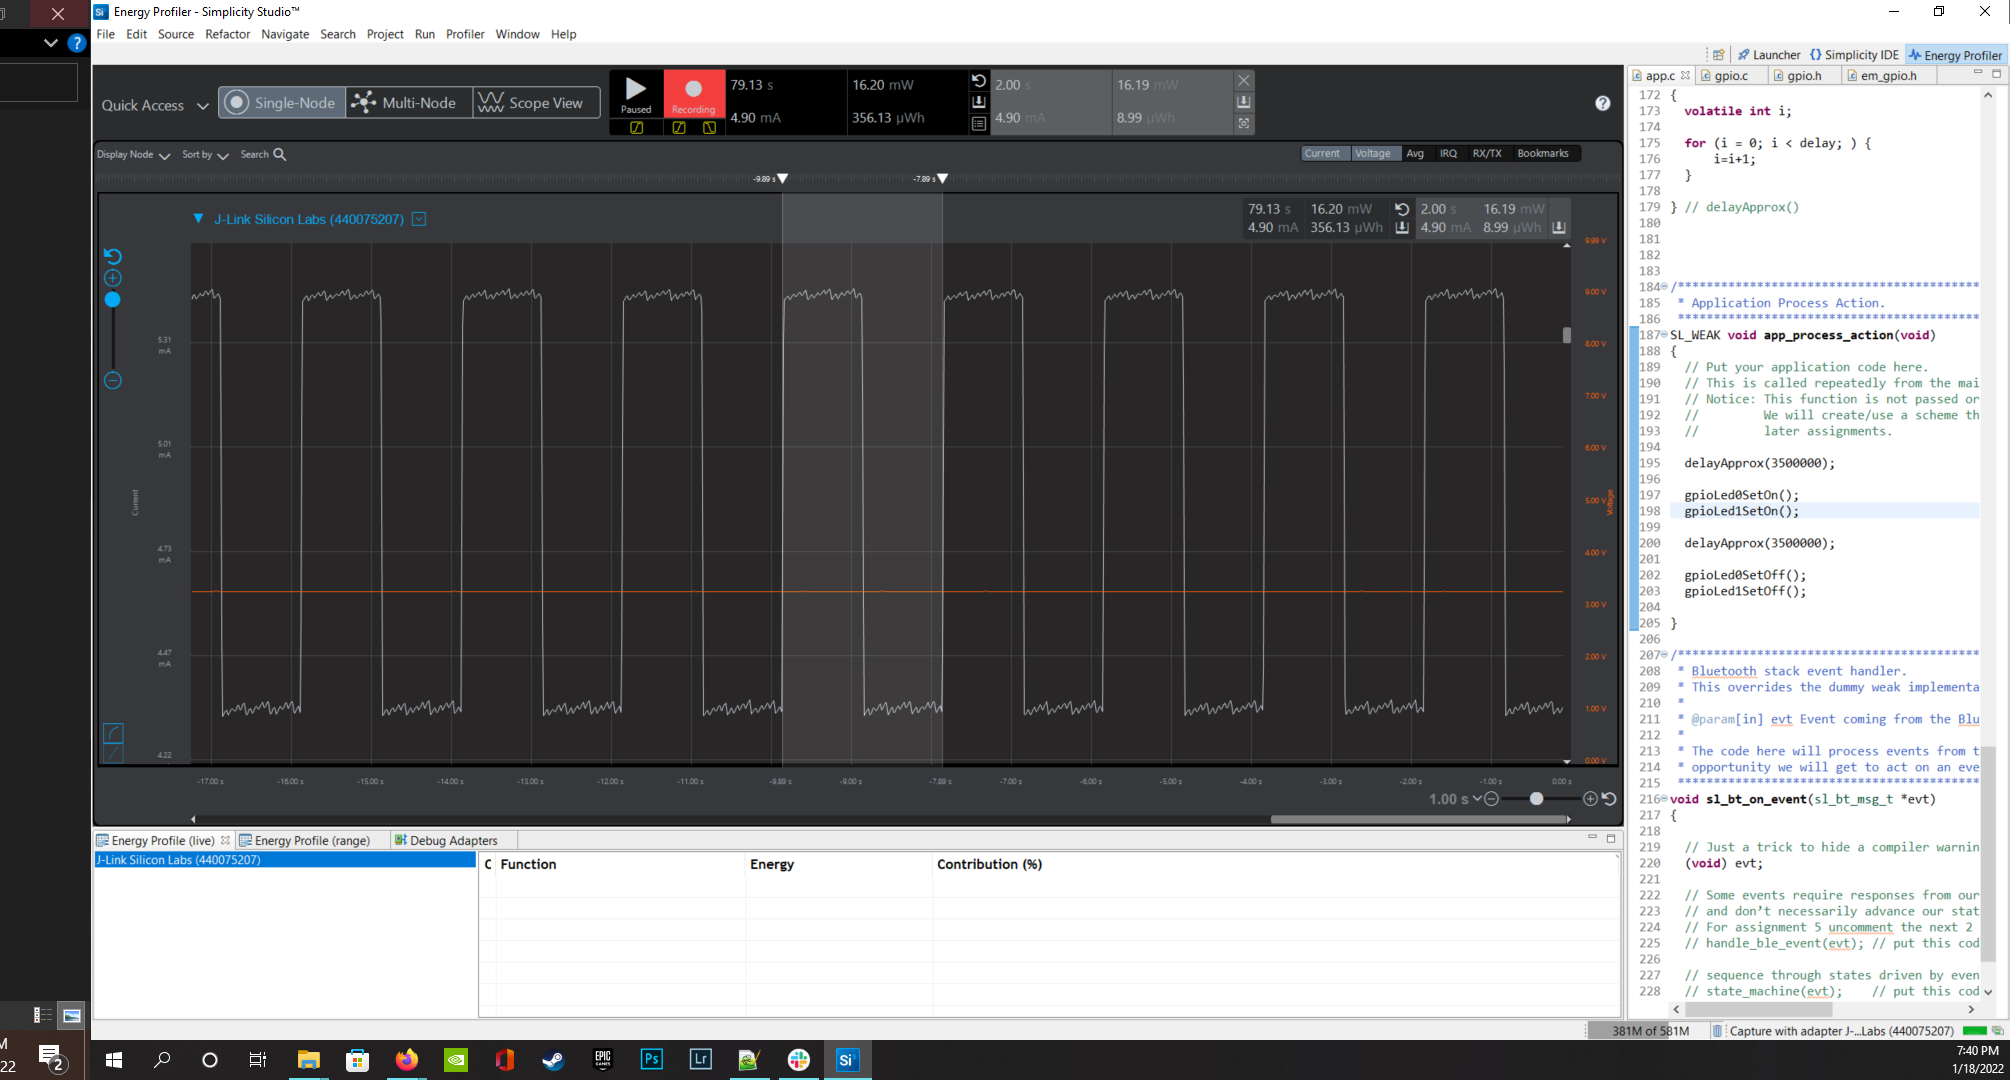 Energy Profiler - Simplicity Studio™
File Edit Source Refactor Navigate Search Project Run Profiler Window Help
Launcher Simplicity IDE Energy Profiler
Quick Access Single-Node Multi-Node Scope View
Paused Recording
79.13 s 16.20 mW 2.00 s 16.19 mW
4.90 mA 356.13 µWh 4.90 mA 8.99 µWh
Display Node Sort by Search
Current Voltage Avg IRQ RX/TX Bookmarks
-9.89 s -7.89 s
J-Link Silicon Labs (440075207)
79.13 s 16.20 mW 2.00 s 16.19 mW
4.90 mA 356.13 µWh 4.90 mA 8.99 µWh
5.31 mA
5.01 mA
4.73 mA
4.47 mA
4.22
Current
9.99 V
9.00 V
8.00 V
7.00 V
6.00 V
5.00 V
4.00 V
3.00 V
2.00 V
1.00 V
0.00 V
Voltage
-17.00 s -16.00 s -15.00 s -14.00 s -13.00 s -12.00 s -11.00 s -9.89 s -9.00 s -7.89 s -7.00 s -6.00 s -5.00 s -4.00 s -3.00 s -2.00 s -1.00 s 0.00 s
1.00 s
Energy Profile (live) Energy Profile (range) Debug Adapters
J-Link Silicon Labs (440075207)
C Function Energy Contribution (%)
app.c gpio.c gpio.h em_gpio.h
172 {
173 volatile int i;
174
175 for (i = 0; i < delay; ) {
176 i=i+1;
177 }
178
179 } // delayApprox()
180
181
182
183
184 /******************************************
185 * Application Process Action.
186 *****************************************
187 SL_WEAK void app_process_action(void)
188 {
189 // Put your application code here.
190 // This is called repeatedly from the mai
191 // Notice: This function is not passed or
192 // We will create/use a scheme th
193 // later assignments.
194
195 delayApprox(3500000);
196
197 gpioLed0SetOn();
198 gpioLed1SetOn();
199
200 delayApprox(3500000);
201
202 gpioLed0SetOff();
203 gpioLed1SetOff();
204
205 }
206
207 /******************************************
208 * Bluetooth stack event handler.
209 * This overrides the dummy weak implementa
210 *
211 * @param[in] evt Event coming from the Blu
212 *
213 * The code here will process events from t
214 * opportunity we will get to act on an eve
215 *****************************************
216 void sl_bt_on_event(sl_bt_msg_t *evt)
217 {
218
219 // Just a trick to hide a compiler warnin
220 (void) evt;
221
222 // Some events require responses from our
223 // and don’t necessarily advance our stat
224 // For assignment 5 uncomment the next 2
225 // handle_ble_event(evt); // put this cod
226
227 // sequence through states driven by even
228 // state_machine(evt); // put this cod
381M of 581M Capture with adapter J-...Labs (440075207)
M
22
2
EPIC GAMES
Ps
Lr
Si
7:40 PM
1/18/2022